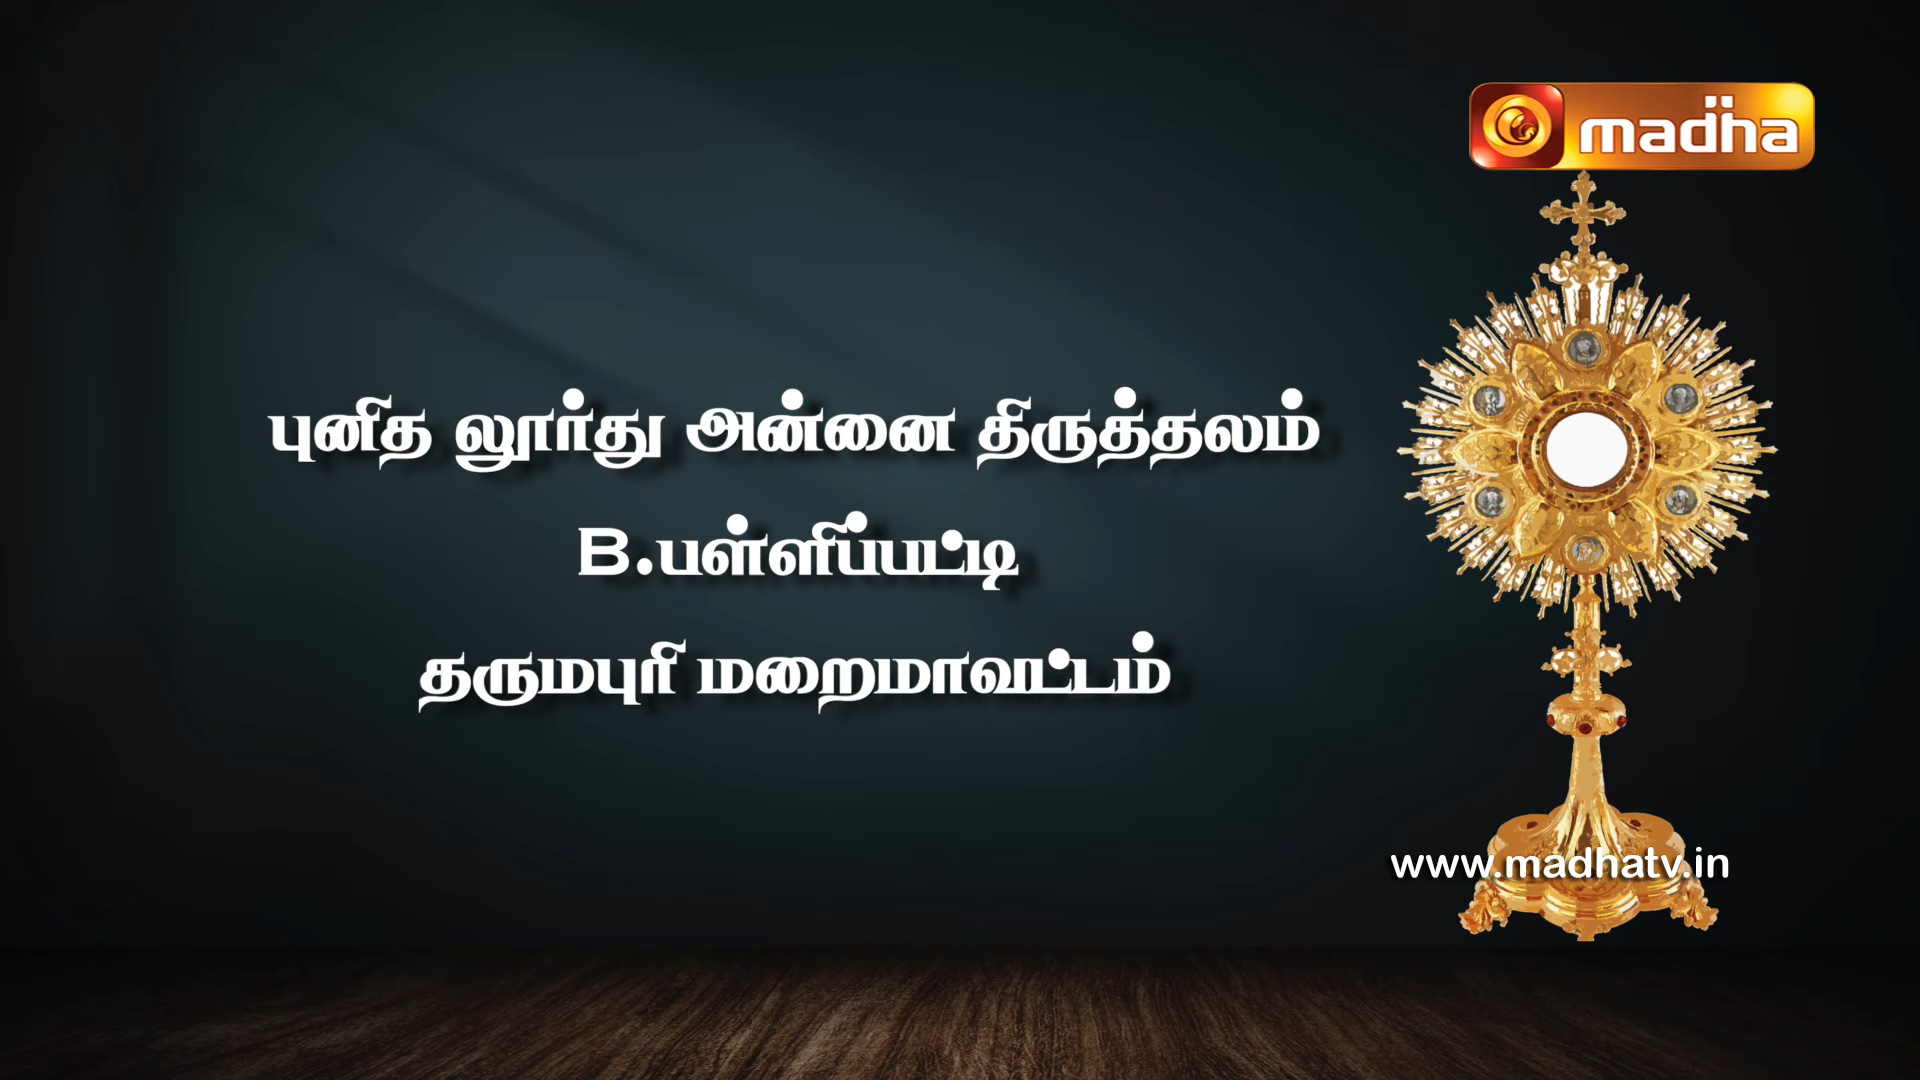 madha
புனித லூர்து அன்னை திருத்தலம்
B.பள்ளிப்பட்டி
தருமபுரி மறைமாவட்டம்
www.madhatv.in